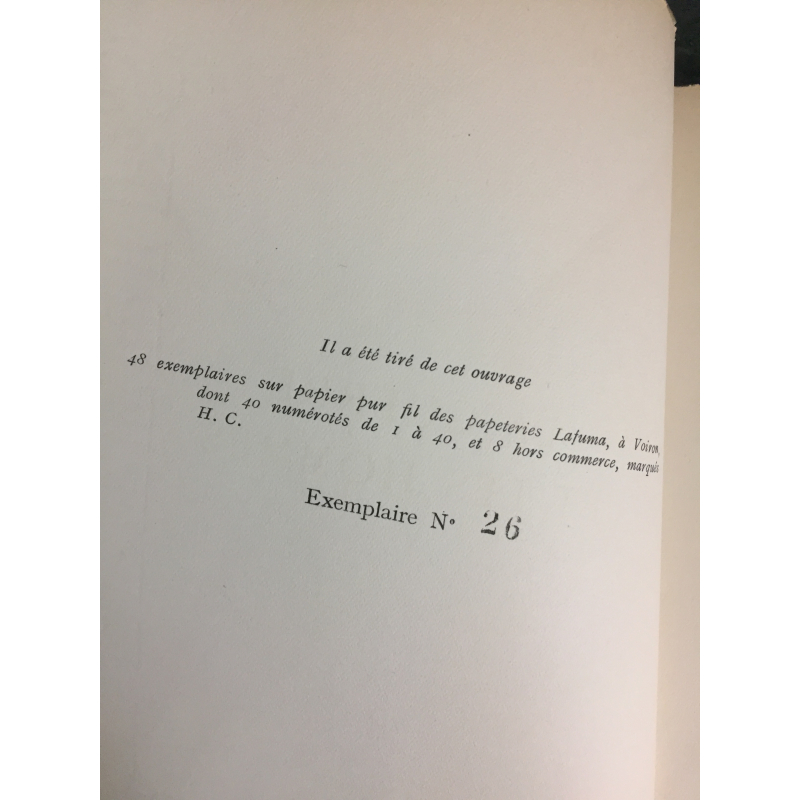 Il a été tiré de cet ouvrage
48 exemplaires sur papier pur fil des papeteries Lafuma, à Voiron,
dont 40 numérotés de 1 à 40, et 8 hors commerce, marqués
H. C.
Exemplaire N° 26